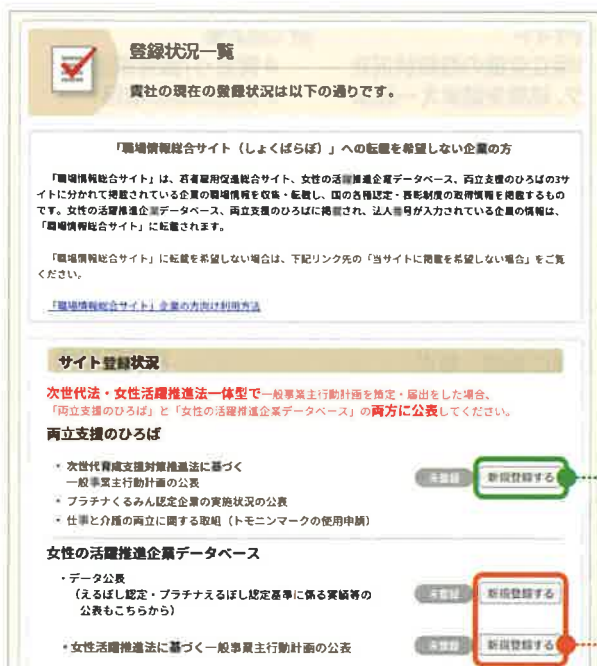 登録状況一覧
貴社の現在の登録状況は以下の通りです。
「職場情報総合サイト（しょくばらぼ）」への転載を希望しない企業の方
「職場情報総合サイト」は、若者雇用促進総合サイト、女性の活躍推進企業データベース、両立支援のひろばの3サ
イトに分かれて掲載されている企業の職場情報を収集・転載し、国の各種認定・表彰制度の取得情報を掲載するもの
です。女性の活躍推進企業データベース、両立支援のひろばに掲載され、法人番号が入力されている企業の情報は、
「職場情報総合サイト」に転載されます。
「職場情報総合サイト」に転載を希望しない場合は、下記リンク先の「当サイトに掲載を希望しない場合」をご覧
ください。
「職場情報総合サイト」企業の方向け利用方法
サイト登録状況
次世代法・女性活躍推進法一体型で一般事業主行動計画を策定・届出をした場合、
「両立支援のひろば」と「女性の活躍推進企業データベース」の両方に公表してください。
両立支援のひろば
・次世代育成支援対策推進法に基づく
一般事業主行動計画の公表
未登録 新規登録する
・プラチナくるみん認定企業の実施状況の公表
・仕事と介護の両立に関する取組（トモニンマークの使用申請）
女性の活躍推進企業データベース
・データ公表
（えるぼし認定・プラチナえるぼし認定基準に係る実績等の
公表もこちらから）
未登録 新規登録する
・女性活躍推進法に基づく一般事業主行動計画の公表
未登録 新規登録する